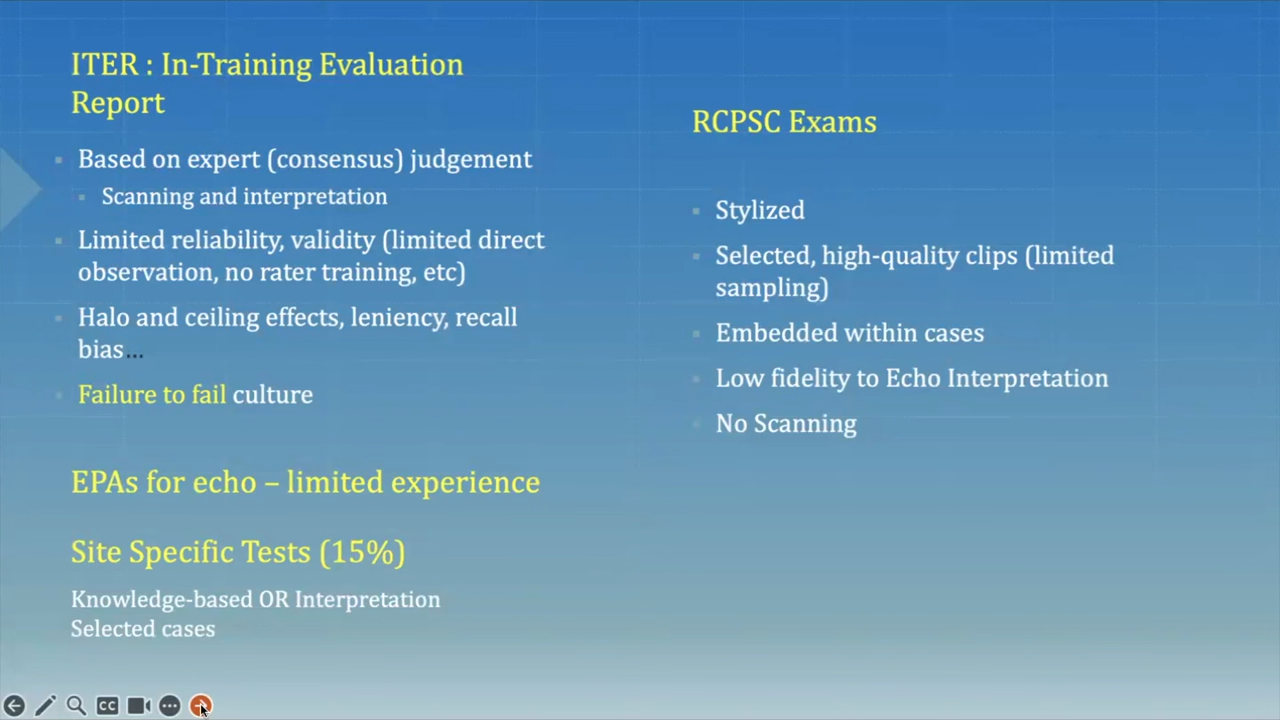 ITER : In-Training Evaluation
Report
Based on expert (consensus) judgement
Scanning and interpretation
Limited reliability, validity (limited direct
observation, no rater training, etc)
Halo and ceiling effects, leniency, recall
bias…
Failure to fail culture
EPAs for echo – limited experience
Site Specific Tests (15%)
Knowledge-based OR Interpretation
Selected cases
RCPSC Exams
Stylized
Selected, high-quality clips (limited
sampling)
Embedded within cases
Low fidelity to Echo Interpretation
No Scanning
CC